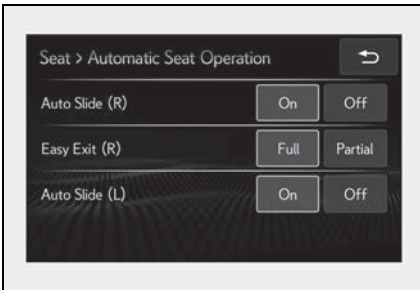 Seat > Automatic Seat Operation
Auto Slide (R) On Off
Easy Exit (R) Full Partial
Auto Slide (L) On Off